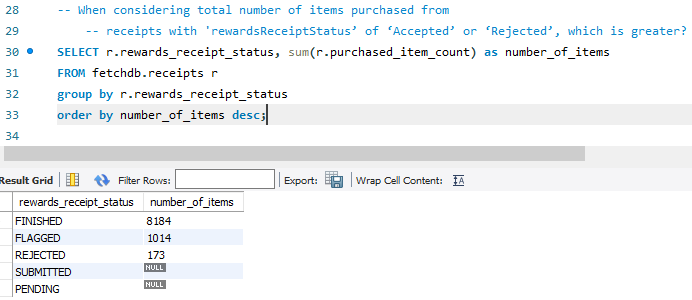 28 -- When considering total number of items purchased from
29 -- receipts with 'rewardsReceiptStatus’ of ‘Accepted’ or ‘Rejected’, which is greater?
30 SELECT r.rewards_receipt_status, sum(r.purchased_item_count) as number_of_items
31 FROM fetchdb.receipts r
32 group by r.rewards_receipt_status
33 order by number_of_items desc;
34
Result Grid Filter Rows: Export: Wrap Cell Content: IA
rewards_receipt_status number_of_items
FINISHED 8184
FLAGGED 1014
REJECTED 173
SUBMITTED NULL
PENDING NULL